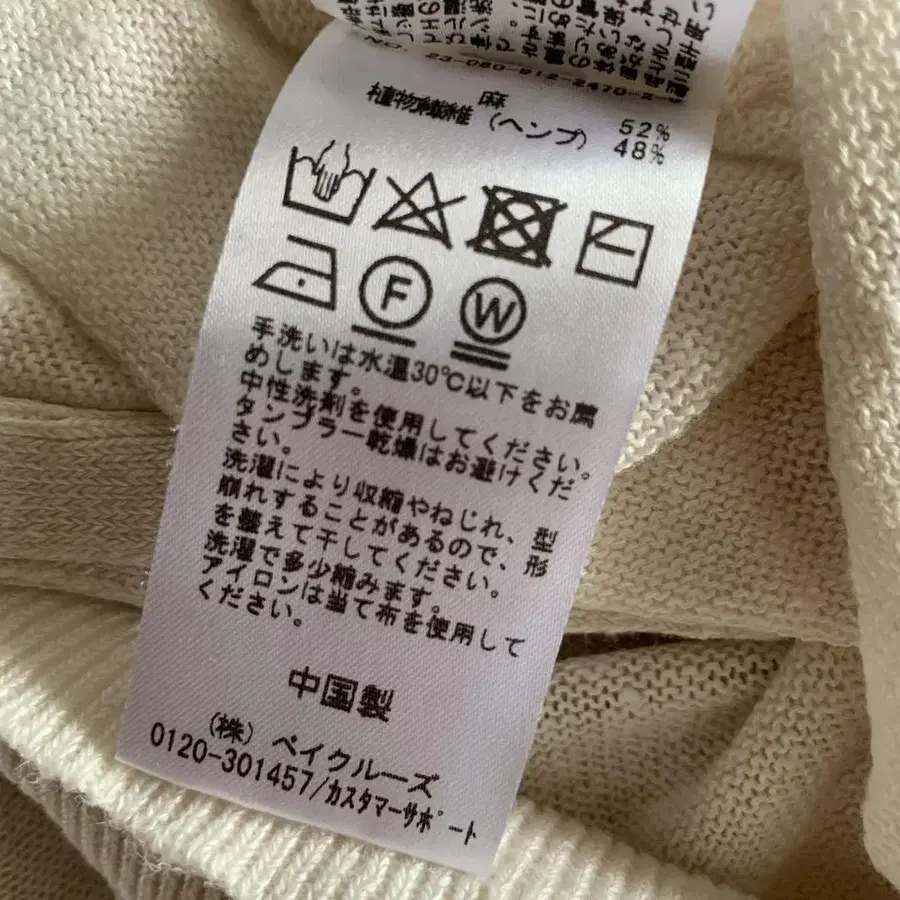 23-080-912-2470-
麻 52%
植物繊維 (ヘンプ) 48%
F
W
手洗いは水温30℃以下をお薦
めします。
中性洗剤を使用してください。
タンブラー乾燥はお避けくだ
さい。
洗濯により収縮やねじれ、型
崩れすることがあるので、形
を整えて干してください。
洗濯で多少縮みます。
アイロンは当て布を使用して
ください。
中国製
(株) ベイクルーズ
0120-301457/カスタマーサポート